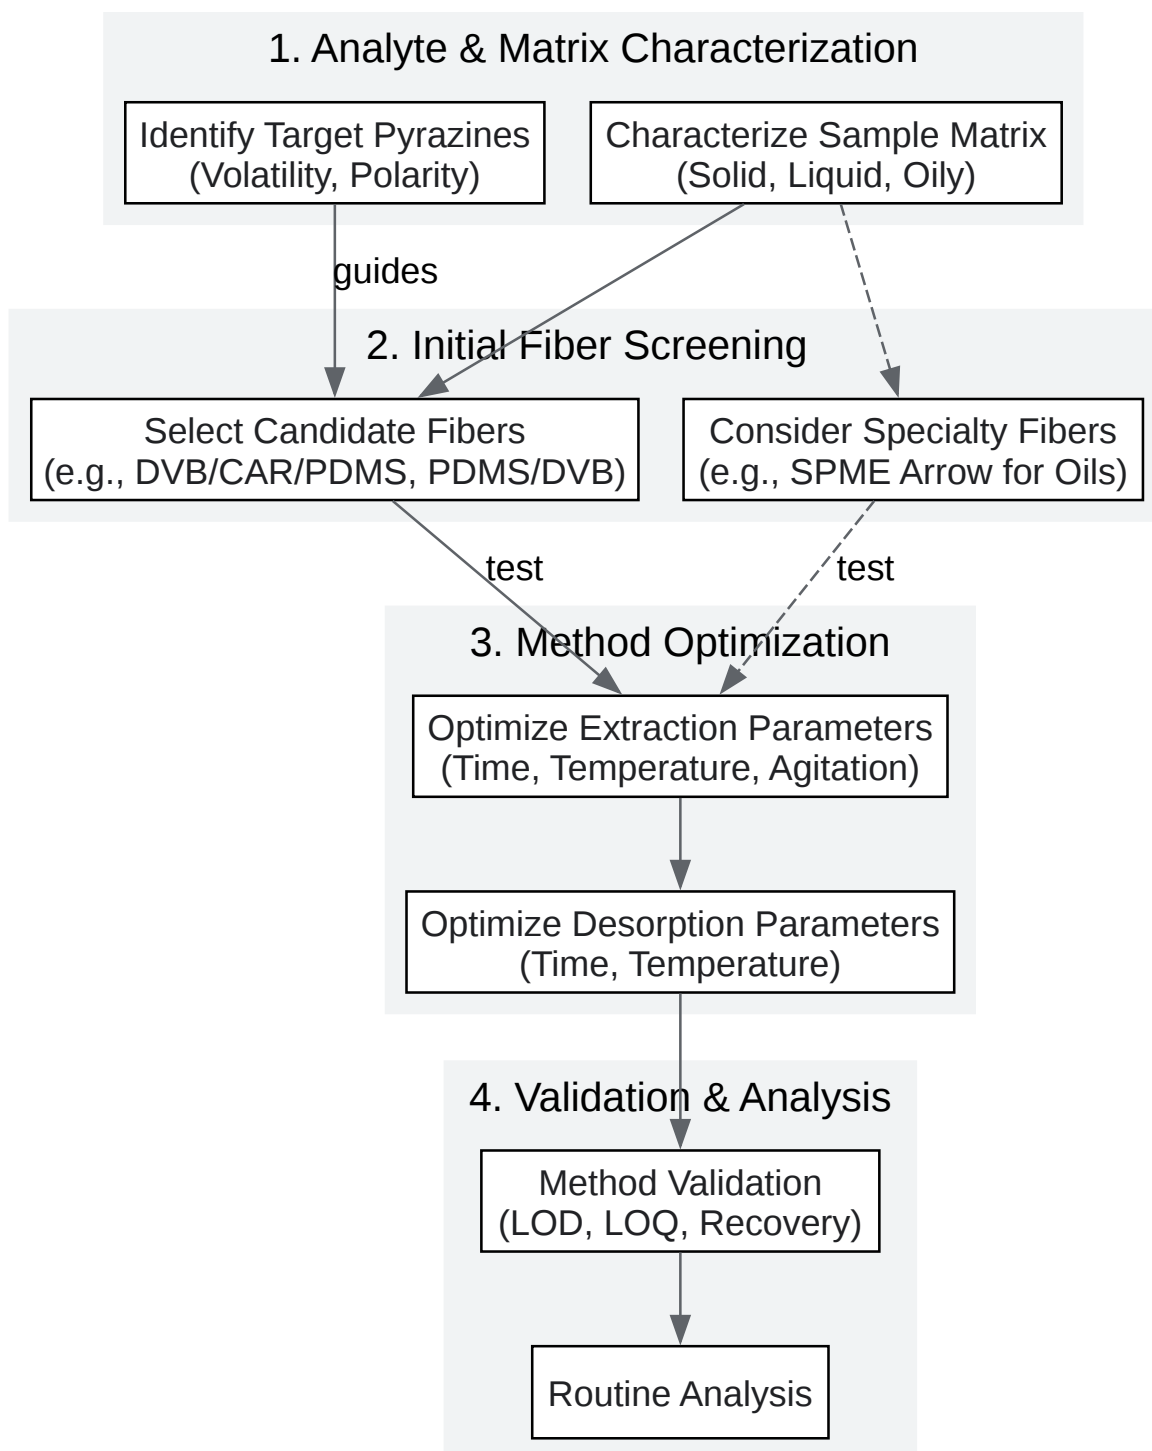 1. Analyte & Matrix Characterization
Identify Target Pyrazines
(Volatility, Polarity)
Characterize Sample Matrix
(Solid, Liquid, Oily)
guides
2. Initial Fiber Screening
Select Candidate Fibers
(e.g., DVB/CAR/PDMS, PDMS/DVB)
Consider Specialty Fibers
(e.g., SPME Arrow for Oils)
test
test
3. Method Optimization
Optimize Extraction Parameters
(Time, Temperature, Agitation)
Optimize Desorption Parameters
(Time, Temperature)
4. Validation & Analysis
Method Validation
(LOD, LOQ, Recovery)
Routine Analysis